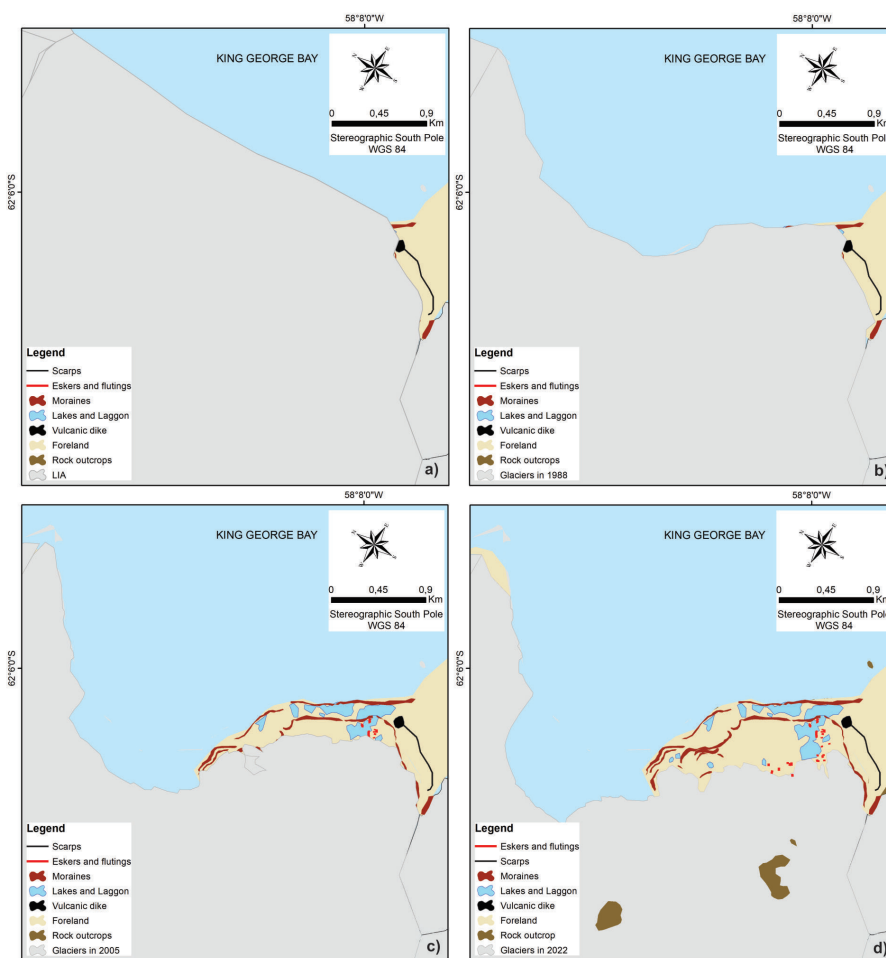 58°8'0"W
KING GEORGE BAY
N
E
W
S
0 0,45 0,9
Km
Stereographic South Pole
WGS 84
62°6'0"S
Legend
Scarps
Eskers and flutings
Moraines
Lakes and Laggon
Vulcanic dike
Foreland
Rock outcrops
LIA
a)
58°8'0"W
KING GEORGE BAY
N
E
W
S
0 0,45 0,9
Km
Stereographic South Pole
WGS 84
62°6'0"S
Legend
Scarps
Eskers and flutings
Moraines
Lakes and Laggon
Vulcanic dike
Foreland
Rock outcrops
Glaciers in 1988
b)
58°8'0"W
KING GEORGE BAY
N
E
W
S
0 0,45 0,9
Km
Stereographic South Pole
WGS 84
62°6'0"S
Legend
Scarps
Eskers and flutings
Moraines
Lakes and Laggon
Vulcanic dike
Foreland
Rock outcrops
Glaciers in 2005
c)
58°8'0"W
KING GEORGE BAY
N
E
W
S
0 0,45 0,9
Km
Stereographic South Pole
WGS 84
62°6'0"S
Legend
Eskers and flutings
Scarps
Moraines
Lakes and Laggon
Vulcanic dike
Foreland
Rock outcrop
Glaciers in 2022
d)